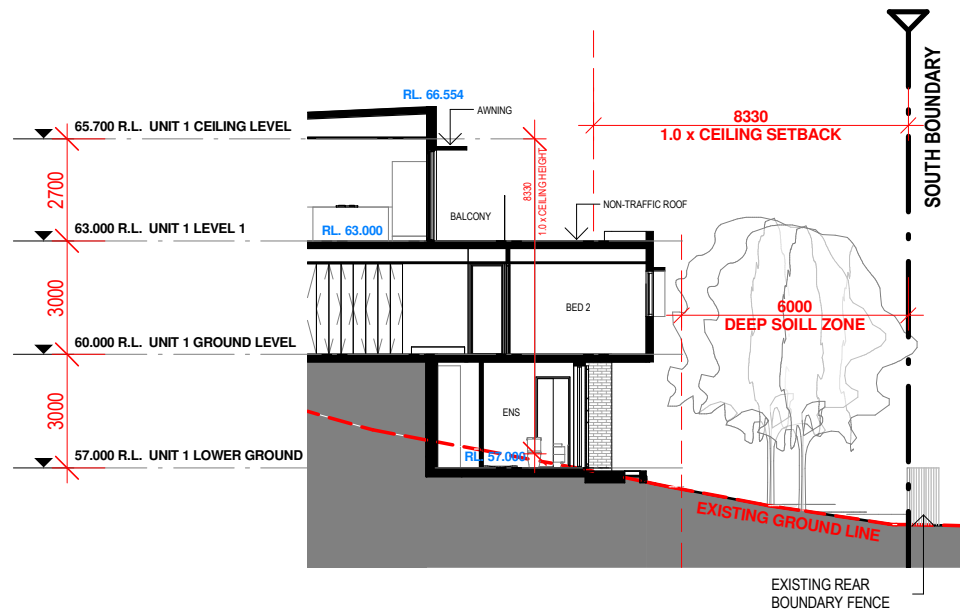 RL. 66.554
AWNING
65.700 R.L. UNIT 1 CEILING LEVEL
8330
1.0 x CEILING SETBACK
SOUTH BOUNDARY
2700
8330
1.0 x CEILING HEIGHT
BALCONY
NON-TRAFFIC ROOF
63.000 R.L. UNIT 1 LEVEL 1
RL. 63.000
3000
BED 2
6000
DEEP SOILL ZONE
60.000 R.L. UNIT 1 GROUND LEVEL
3000
ENS
57.000 R.L. UNIT 1 LOWER GROUND
RL. 57.000
EXISTING GROUND LINE
EXISTING REAR
BOUNDARY FENCE